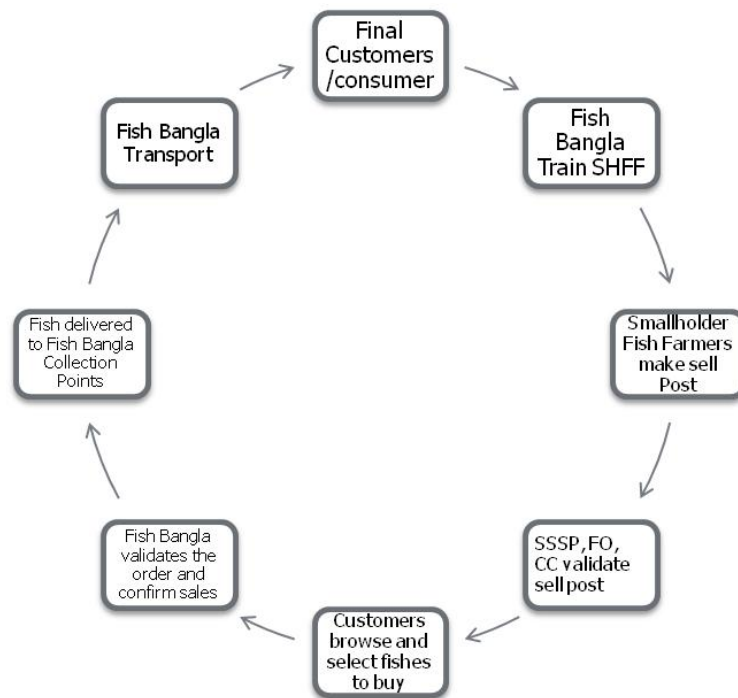 Final
Customers
/consumer
Fish
Bangla
Train SHFF
Smallholder
Fish Farmers
make sell
Post
SSSP, FO,
CC validate
sell post
Customers
browse and
select fishes
to buy
Fish Bangla
validates the
order and
confirm sales
Fish delivered
to Fish Bangla
Collection
Points
Fish Bangla
Transport